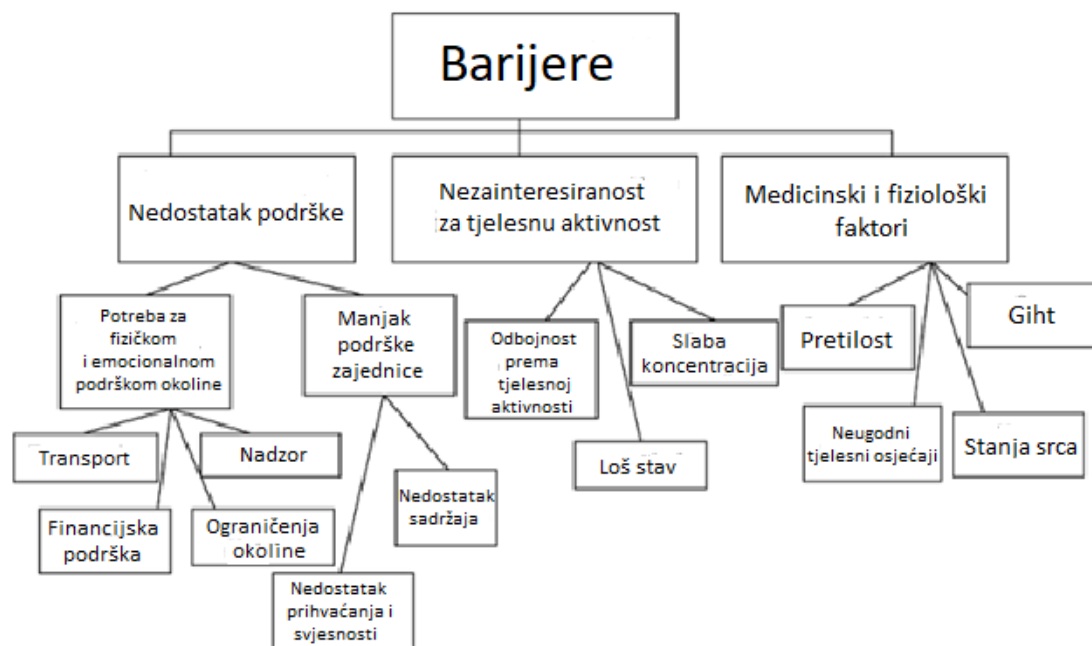 Barijere
Nedostatak podrške
Nezainteresiranost
za tjelesnu aktivnost
Medicinski i fiziološki
faktori
Potreba za
fizičkom
i emocionalnom
podrškom okoline
Manjak
podrške
zajednice
Odbojnost
prema
tjelesnoj
aktivnosti
Slaba
koncentracija
Pretilost
Giht
Transport
Nadzor
Loš stav
Neugodni
tjelesni osjećaji
Stanja srca
Financijska
podrška
Ograničenja
okoline
Nedostatak
sadržaja
Nedostatak
prihvaćanja i
svjesnosti